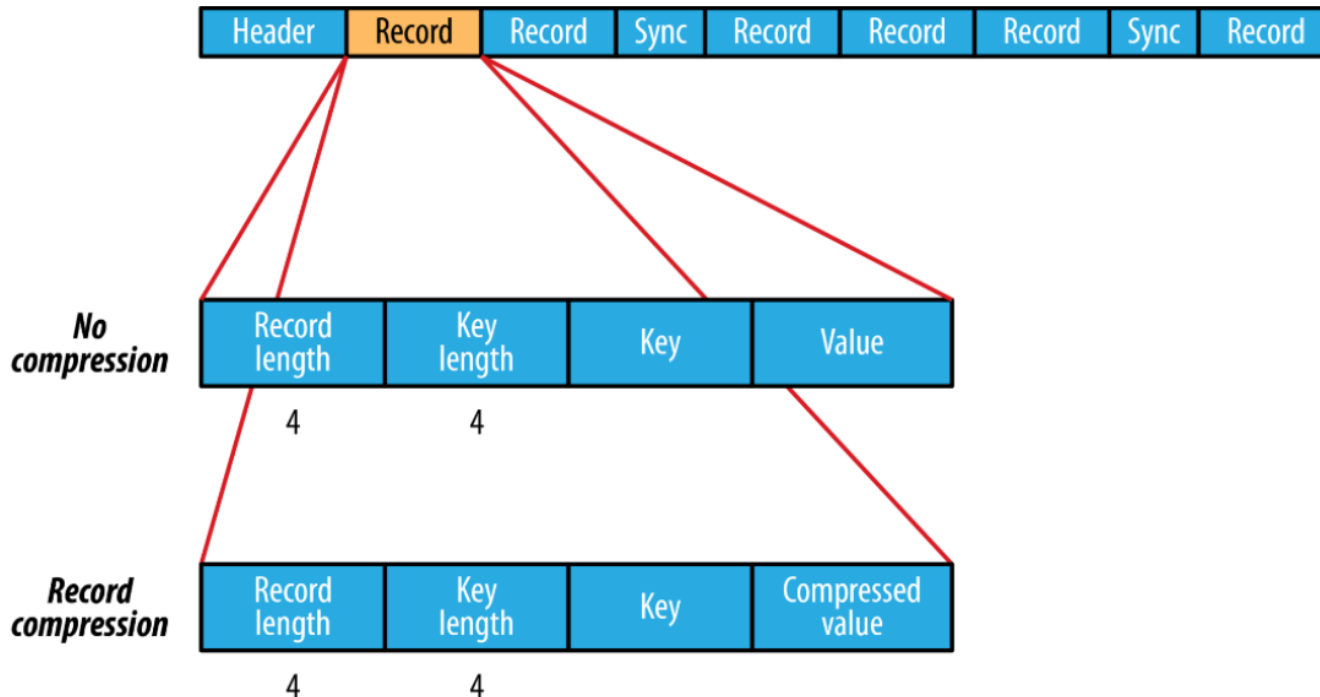 Header Record Record Sync Record Record Record Sync Record
No compression
Record length
Key length
Key
Value
4 4
Record compression
Record length
Key length
Key
Compressed value
4 4